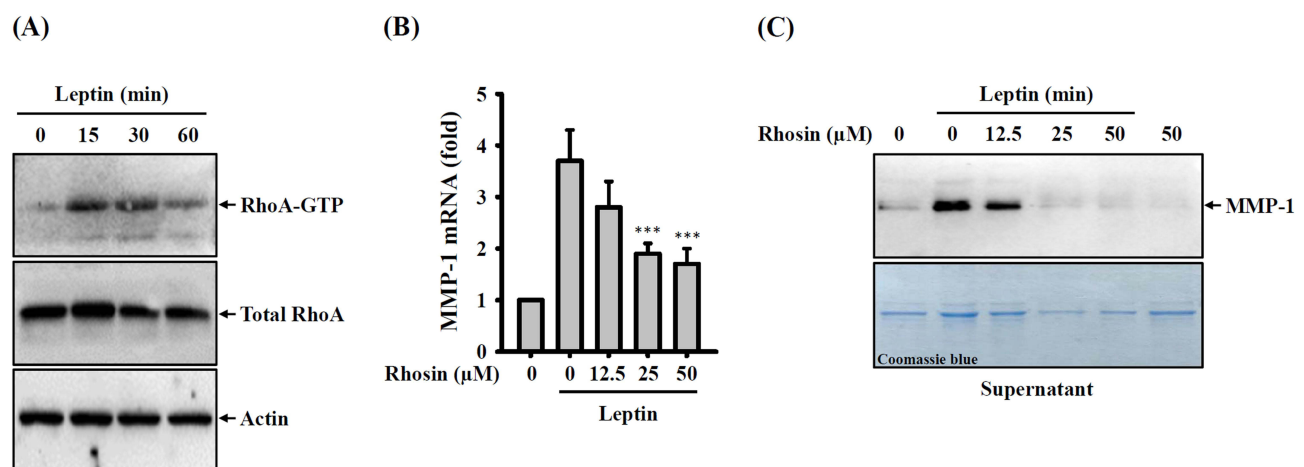 (A)
Leptin (min)
0 15 30 60
RhoA-GTP
Total RhoA
Actin
(B)
MMP-1 mRNA (fold)
5
4
3
2
1
0
*** ***
Rhosin (µM) 0 0 12.5 25 50
Leptin
(C)
Leptin (min)
Rhosin (µM) 0 0 12.5 25 50 50
MMP-1
Coomassie blue
Supernatant